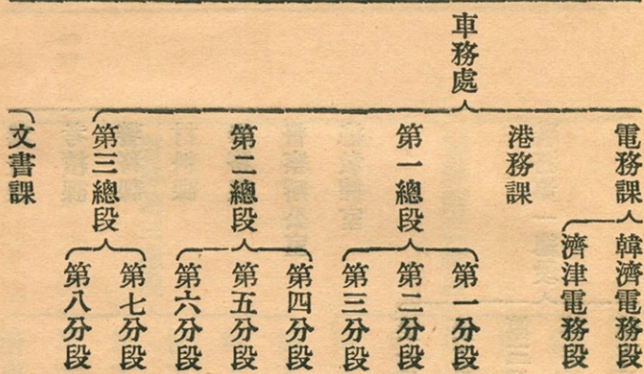 車務處
電務課
韓濟電務段
濟津電務段
港務課
第一總段
第一分段
第二分段
第三分段
第二總段
第四分段
第五分段
第六分段
第三總段
第七分段
第八分段
文書課